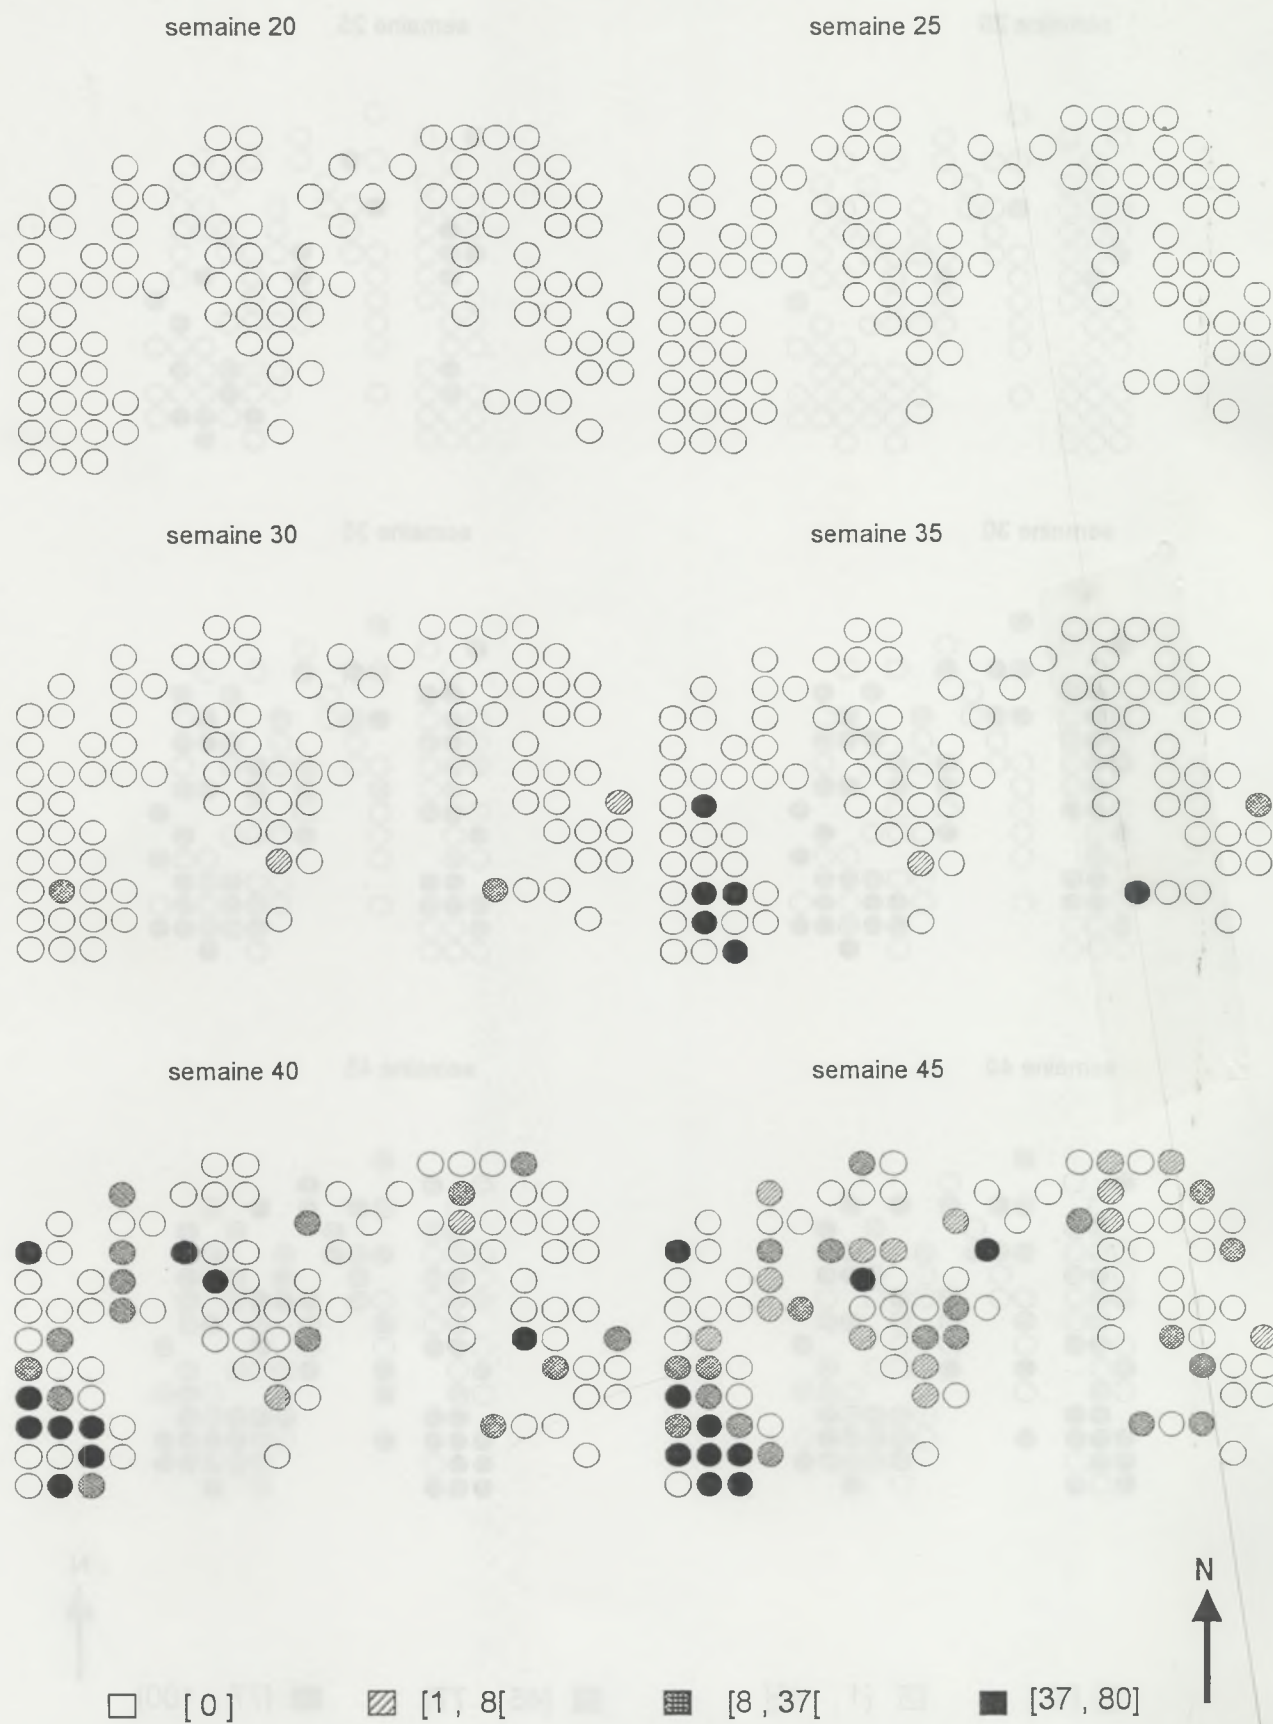 semaine 20 semaine 25
semaine 30 semaine 35
semaine 40 semaine 45
N
[ 0 ] [1 , 8[ [8 , 37[ [37 , 80]